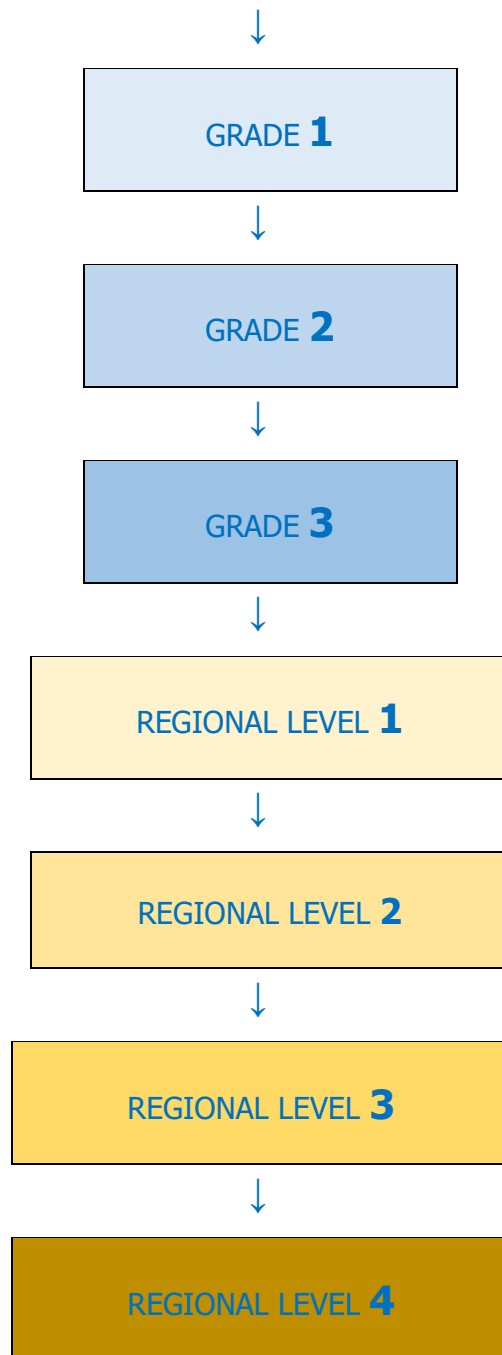 ↓
GRADE 1
↓
GRADE 2
↓
GRADE 3
↓
REGIONAL LEVEL 1
↓
REGIONAL LEVEL 2
↓
REGIONAL LEVEL 3
↓
REGIONAL LEVEL 4